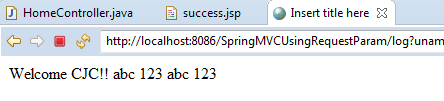 HomeController.java success.jsp Insert title here
http://localhost:8086/SpringMVCUsingRequestParam/log?unam
Welcome CJC!! abc 123 abc 123